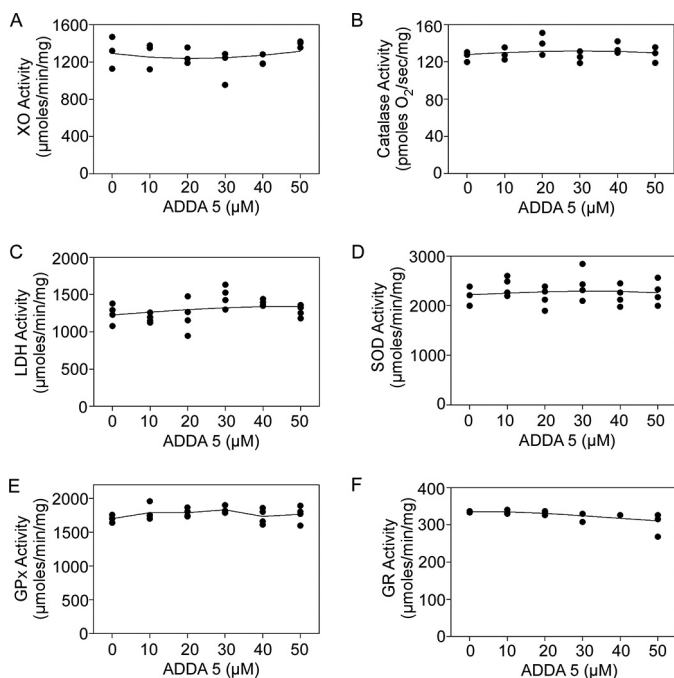 A
XO Activity
(µmoles/min/mg)
1600
1200
800
400
0
0 10 20 30 40 50
ADDA 5 (µM)
B
Catalase Activity
(pmoles O₂/sec/mg)
160
120
80
40
0
0 10 20 30 40 50
ADDA 5 (µM)
C
LDH Activity
(µmoles/min/mg)
2000
1500
1000
500
0
0 10 20 30 40 50
ADDA 5 (µM)
D
SOD Activity
(µmoles/min/mg)
3000
2000
1000
0
0 10 20 30 40 50
ADDA 5 (µM)
E
GPx Activity
(µmoles/min/mg)
2000
1500
1000
500
0
0 10 20 30 40 50
ADDA 5 (µM)
F
GR Activity
(µmoles/min/mg)
400
300
200
100
0
0 10 20 30 40 50
ADDA 5 (µM)